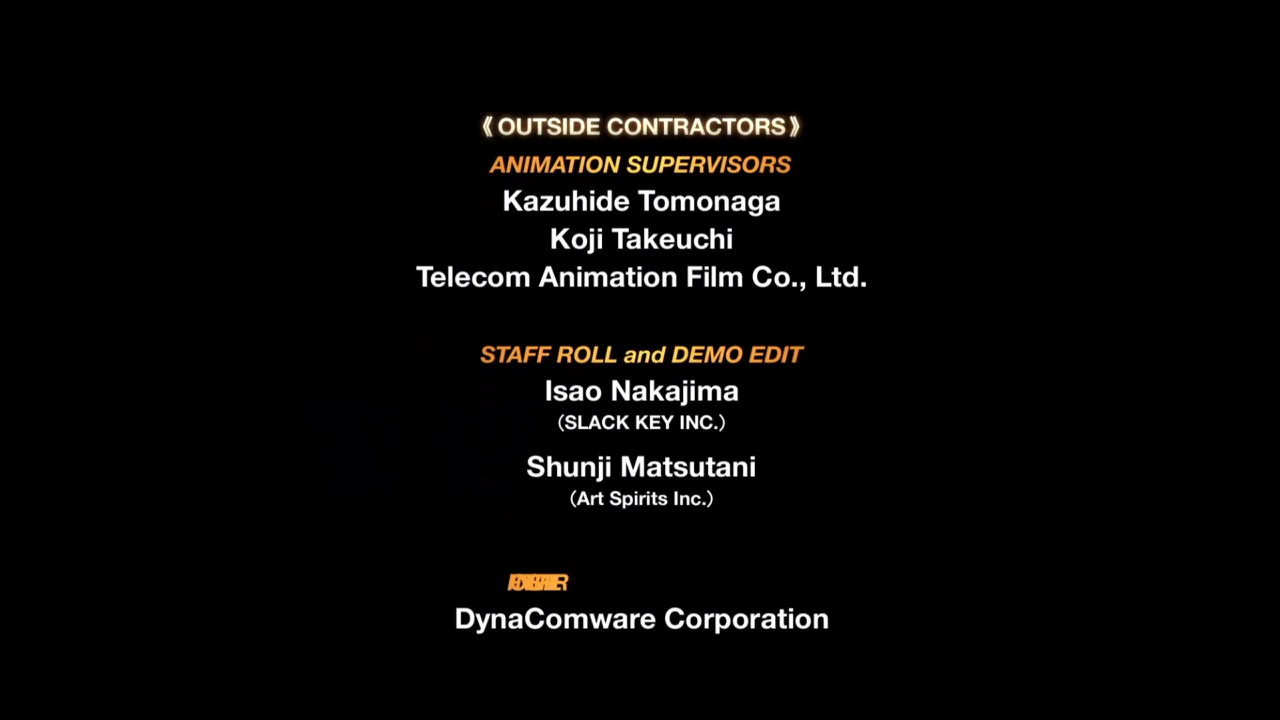 《OUTSIDE CONTRACTORS》
ANIMATION SUPERVISORS
Kazuhide Tomonaga
Koji Takeuchi
Telecom Animation Film Co., Ltd.
STAFF ROLL and DEMO EDIT
Isao Nakajima
(SLACK KEY INC.)
Shunji Matsutani
(Art Spirits Inc.)
DynaComware Corporation